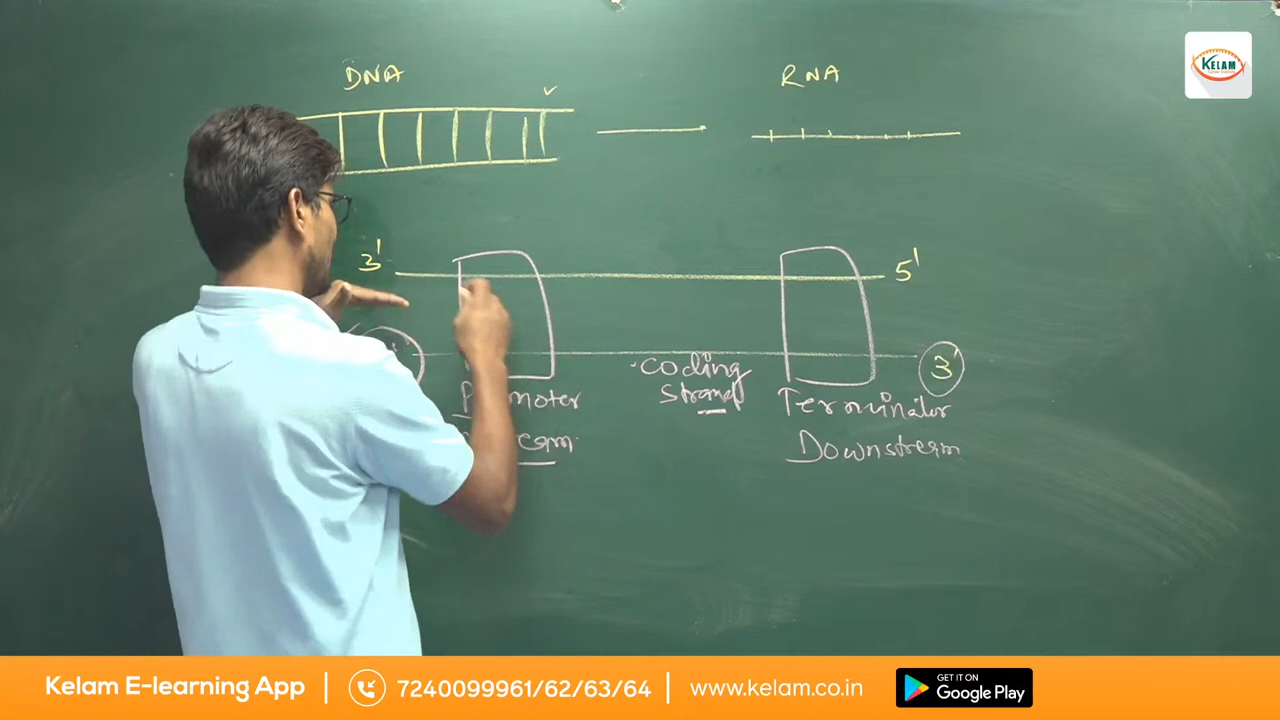 DNA
RNA
KELAM
3'
5'
3'
coding
strand
Terminator
Downstream
Kelam E-learning App
7240099961/62/63/64
www.kelam.co.in
GET IT ON
Google Play